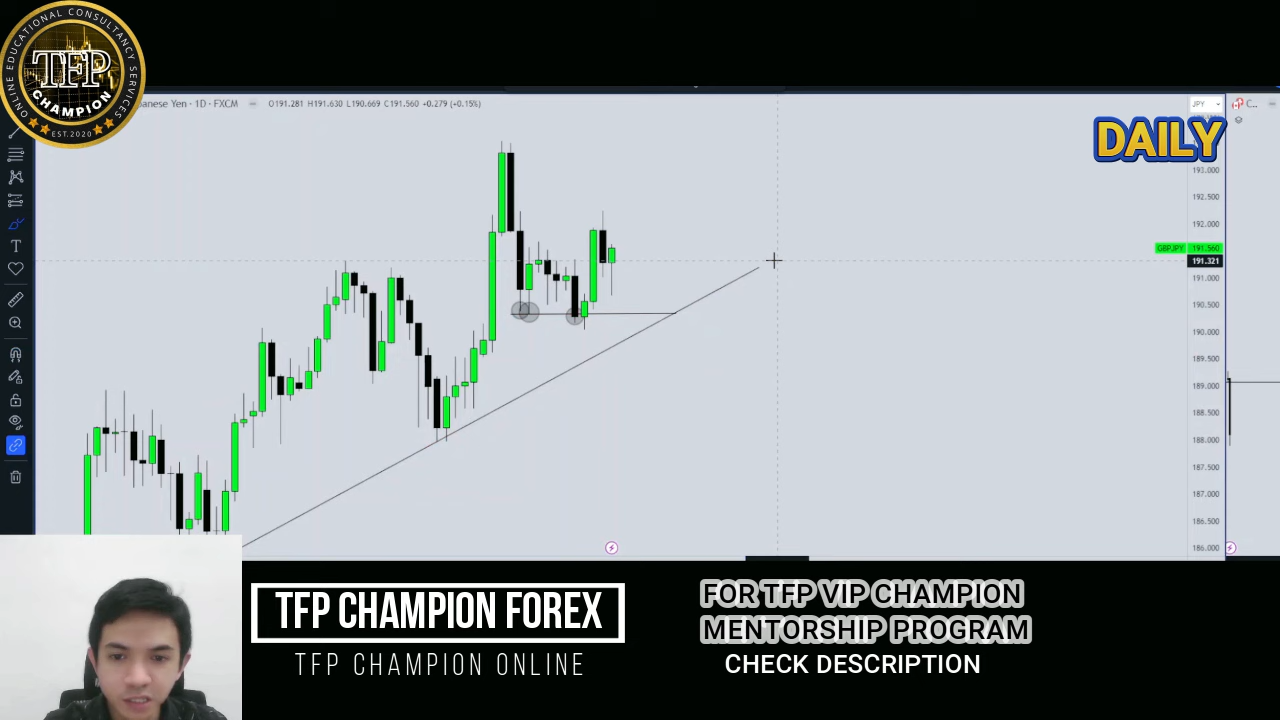 ONLINE EDUCATIONAL CONSULTANCY SERVICES
TFP
CHAMPION
EST.2020
panese Yen · 1D · FXCM
O191.281 H191.630 L190.669 C191.560 +0.279 (+0.15%)
JPY
C...
DAILY
193.000
192.500
192.000
GBPJPY 191.560
191.321
191.000
190.500
190.000
189.500
189.000
188.500
188.000
187.500
187.000
186.500
186.000
TFP CHAMPION FOREX
TFP CHAMPION ONLINE
FOR TFP VIP CHAMPION
MENTORSHIP PROGRAM
CHECK DESCRIPTION